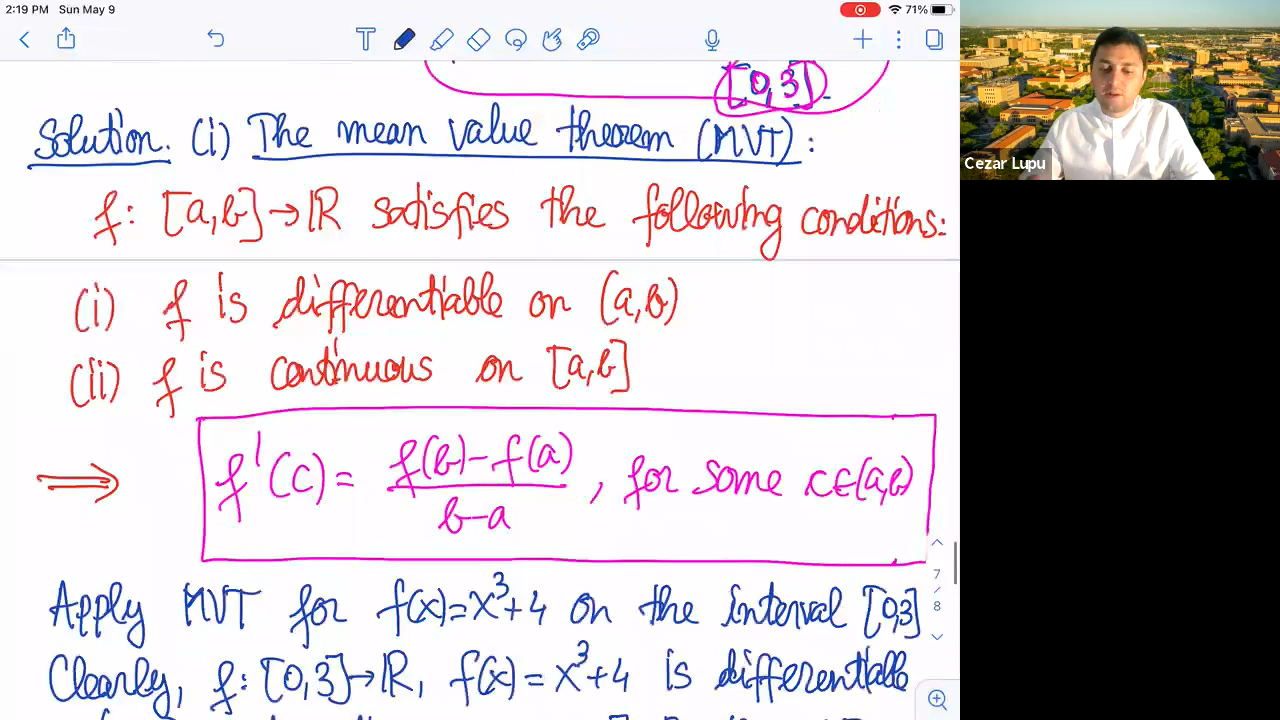 2:19 PM Sun May 9
71%
[0,3]
Solution. (i) The mean value theorem (MVT):
f: [a,b] → ℝ satisfies the following conditions:
(i) f is differentiable on (a,b)
(ii) f is continuous on [a,b]
⟹ f'(c) = (f(b)-f(a))/(b-a), for some c∈(a,b)
Apply MVT for f(x)=x³+4 on the interval [0,3]
Clearly, f: [0,3]→ℝ, f(x)=x³+4 is differentiable
7
/
8
Cezar Lupu